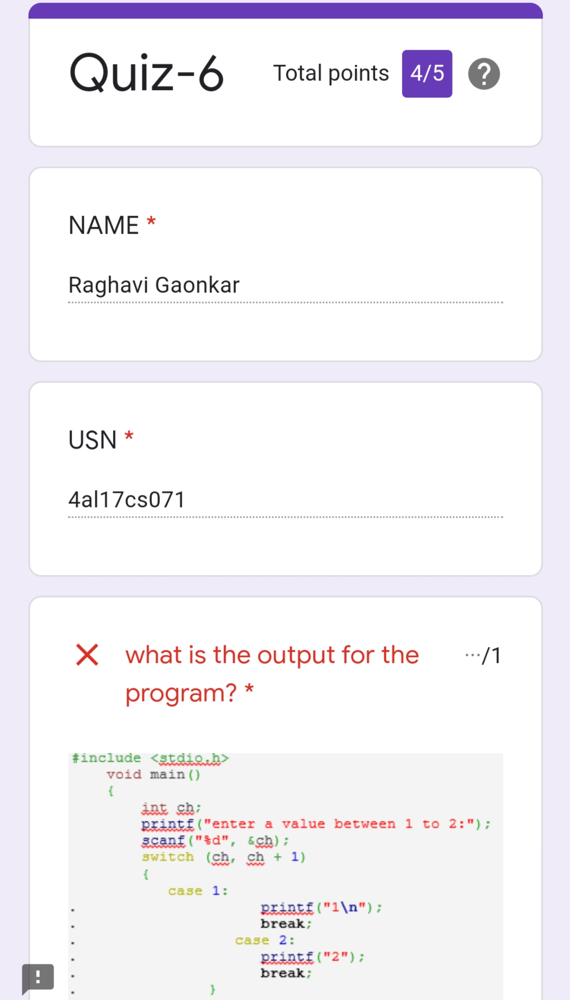 Quiz-6 Total points 4/5 ?
NAME *
Raghavi Gaonkar
USN *
4al17cs071
what is the output for the …/1
program? *
#include <stdio.h>
void main()
{
int ch;
printf("enter a value between 1 to 2:");
scanf("%d", &ch);
switch (ch, ch + 1)
{
case 1:
. printf("1\n");
. break;
. case 2:
. printf("2");
. break;
. }